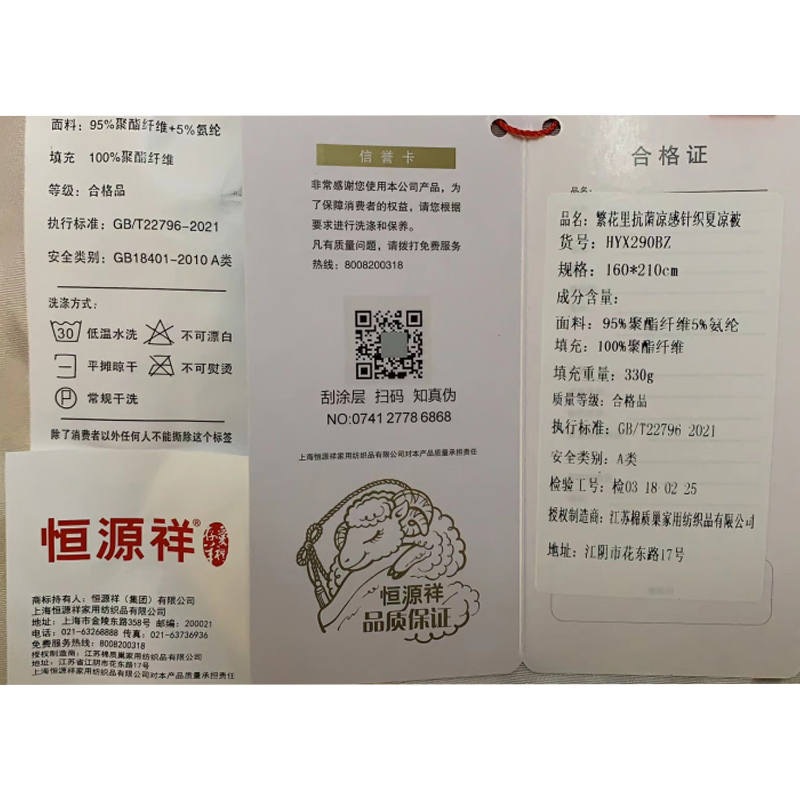 面料：95%聚酯纤维+5%氨纶
填充 100%聚酯纤维
等级：合格品
执行标准：GB/T22796-2021
安全类别：GB18401-2010 A类
洗涤方式：
30 低温水洗 不可漂白
平摊晾干 不可熨烫
P 常规干洗
除了消费者以外任何人不能撕除这个标签
恒源祥®
商标持有人：恒源祥（集团）有限公司
上海恒源祥家用纺织品有限公司
地址：上海市金陵东路358号 邮编：200021
电话：021-63268888 传真：021-63736936
免费服务热线：8008200318
授权制造商：江苏棉质巢家用纺织品有限公司
地址：江苏省江阴市花东路17号
上海恒源祥家用纺织品有限公司对本产品质量承担责任
信誉卡
非常感谢您使用本公司产品，为
了保障消费者的权益，请您根据
要求进行洗涤和保养。
凡有质量问题，请拨打免费服务
热线：8008200318
刮涂层 扫码 知真伪
NO:0741 2778 6868
上海恒源祥家用纺织品有限公司对本产品质量承担责任
恒源祥
品质保证
合格证
品名：
品名：繁花里抗菌凉感针织夏凉被
货号：HYX290BZ
规格：160*210cm
成分含量：
面料：95%聚酯纤维5%氨纶
填充：100%聚酯纤维
填充重量：330g
质量等级：合格品
执行标准：GB/T22796 2021
安全类别：A类
检验工号：检03 18 02 25
授权制造商：江苏棉质巢家用纺织品有限公司
地址：江阴市花东路17号